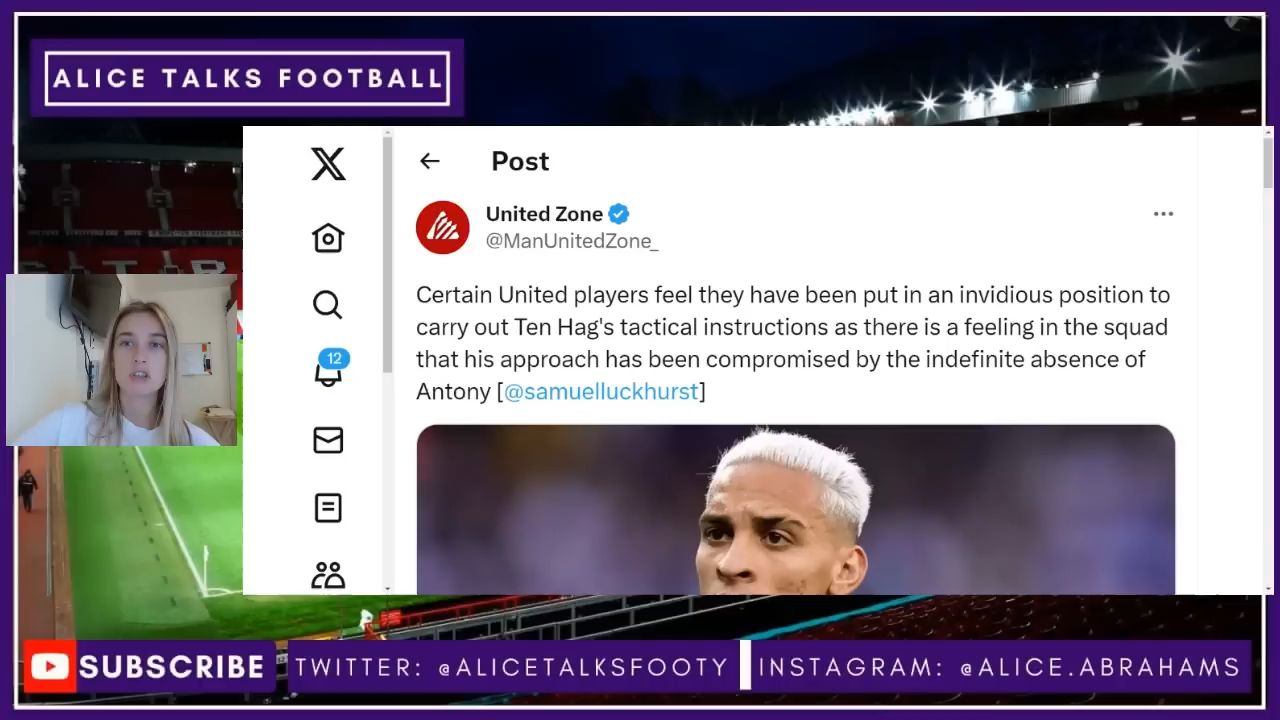 ALICE TALKS FOOTBALL
Post
United Zone
@ManUnitedZone_
Certain United players feel they have been put in an invidious position to
carry out Ten Hag's tactical instructions as there is a feeling in the squad
that his approach has been compromised by the indefinite absence of
Antony [@samuelluckhurst]
12
SUBSCRIBE
TWITTER: @ALICETALKSFOOTY
INSTAGRAM: @ALICE.ABRAHAMS